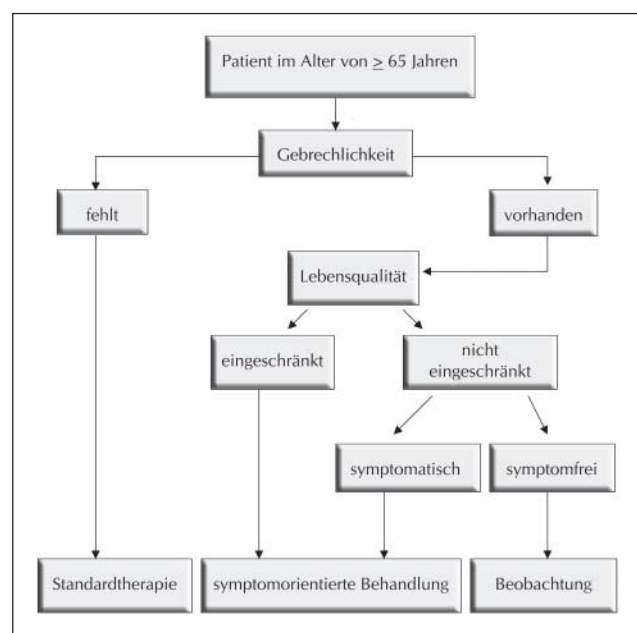 Patient im Alter von ≥ 65 Jahren
Gebrechlichkeit
fehlt
vorhanden
Lebensqualität
eingeschränkt
nicht
eingeschränkt
symptomatisch
symptomfrei
Standardtherapie
symptomorientierte Behandlung
Beobachtung